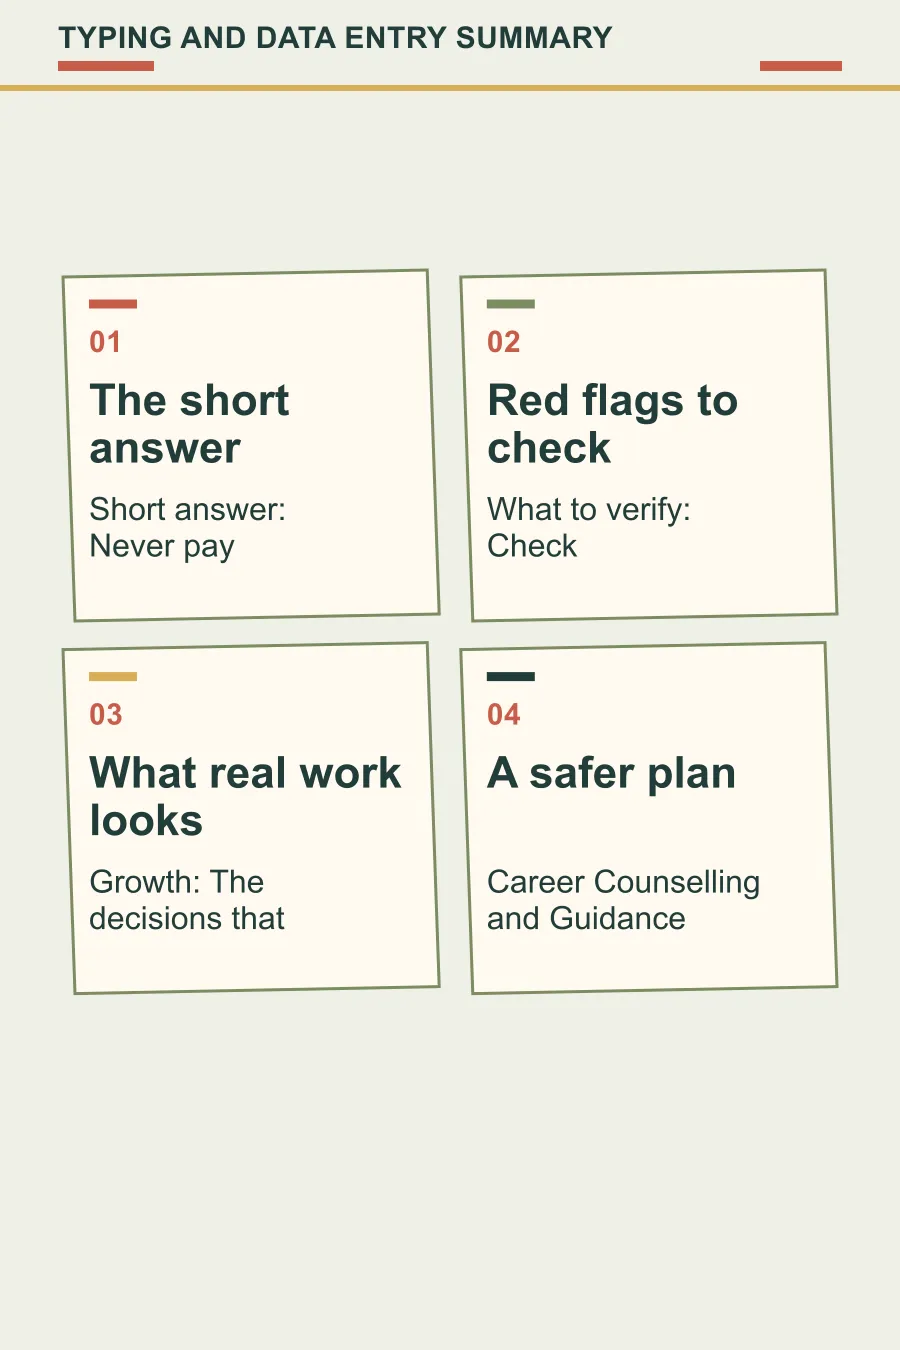 TYPING AND DATA ENTRY SUMMARY
01
The short
answer
Short answer:
Never pay
02
Red flags to
check
What to verify:
Check
03
What real work
looks
Growth: The
decisions that
04
A safer plan
Career Counselling
and Guidance